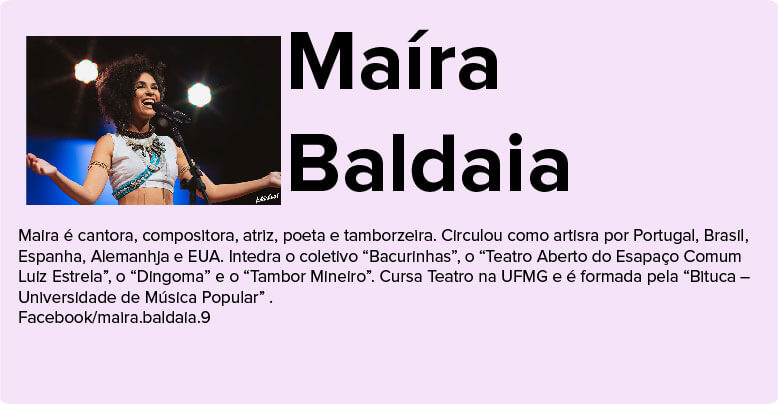 Maíra
Baldaia
Maira é cantora, compositora, atriz, poeta e tamborzeira. Circulou como artisra por Portugal, Brasil,
Espanha, Alemanhja e EUA. Intedra o coletivo “Bacurinhas”, o “Teatro Aberto do Esapaço Comum
Luiz Estrela”, o “Dingoma” e o “Tambor Mineiro”. Cursa Teatro na UFMG e é formada pela “Bituca –
Universidade de Música Popular” .
Facebook/maira.baldaia.9